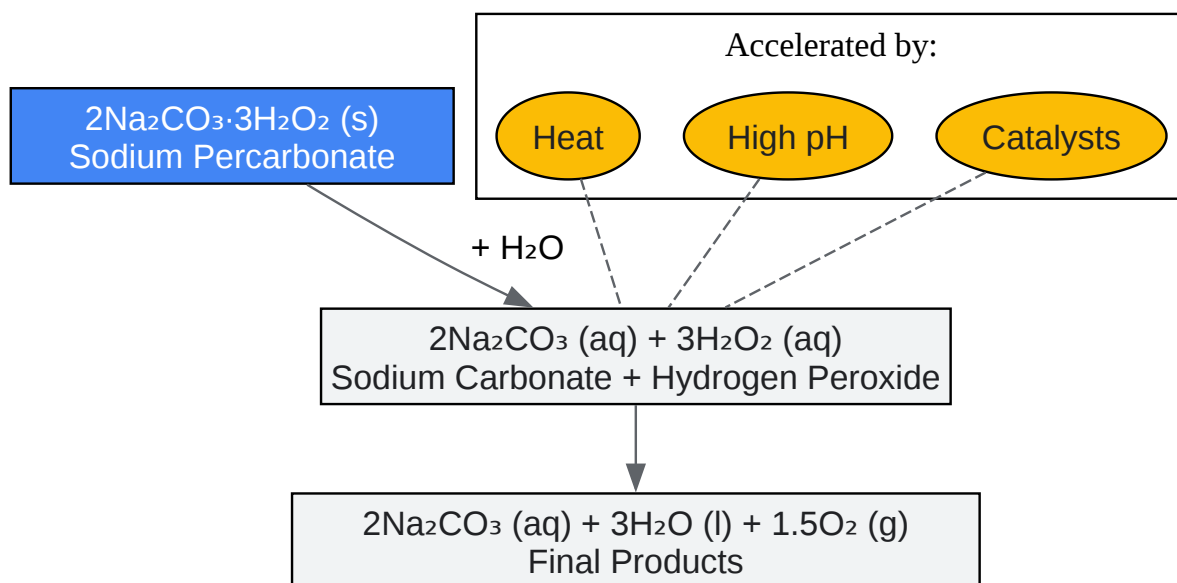 Accelerated by:
2Na₂CO₃·3H₂O₂ (s)
Sodium Percarbonate
Heat
High pH
Catalysts
+ H₂O
2Na₂CO₃ (aq) + 3H₂O₂ (aq)
Sodium Carbonate + Hydrogen Peroxide
2Na₂CO₃ (aq) + 3H₂O (l) + 1.5O₂ (g)
Final Products